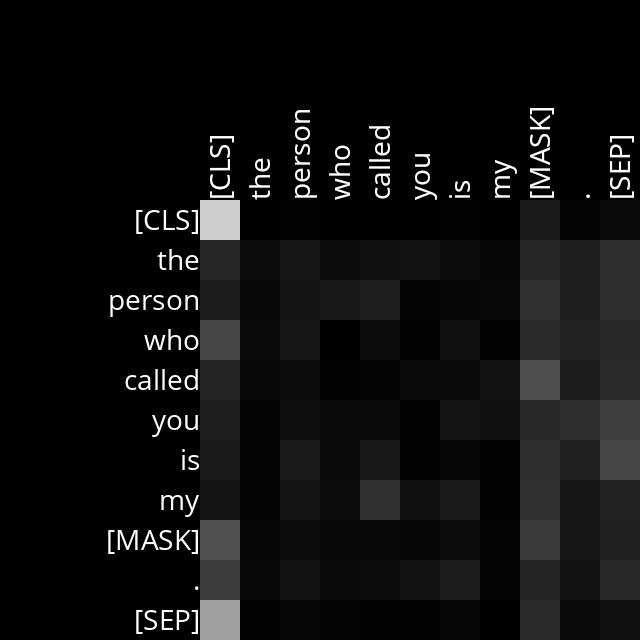 [CLS] the person who called you is my [MASK] . [SEP]
[CLS]
the
person
who
called
you
is
my
[MASK]
.
[SEP]